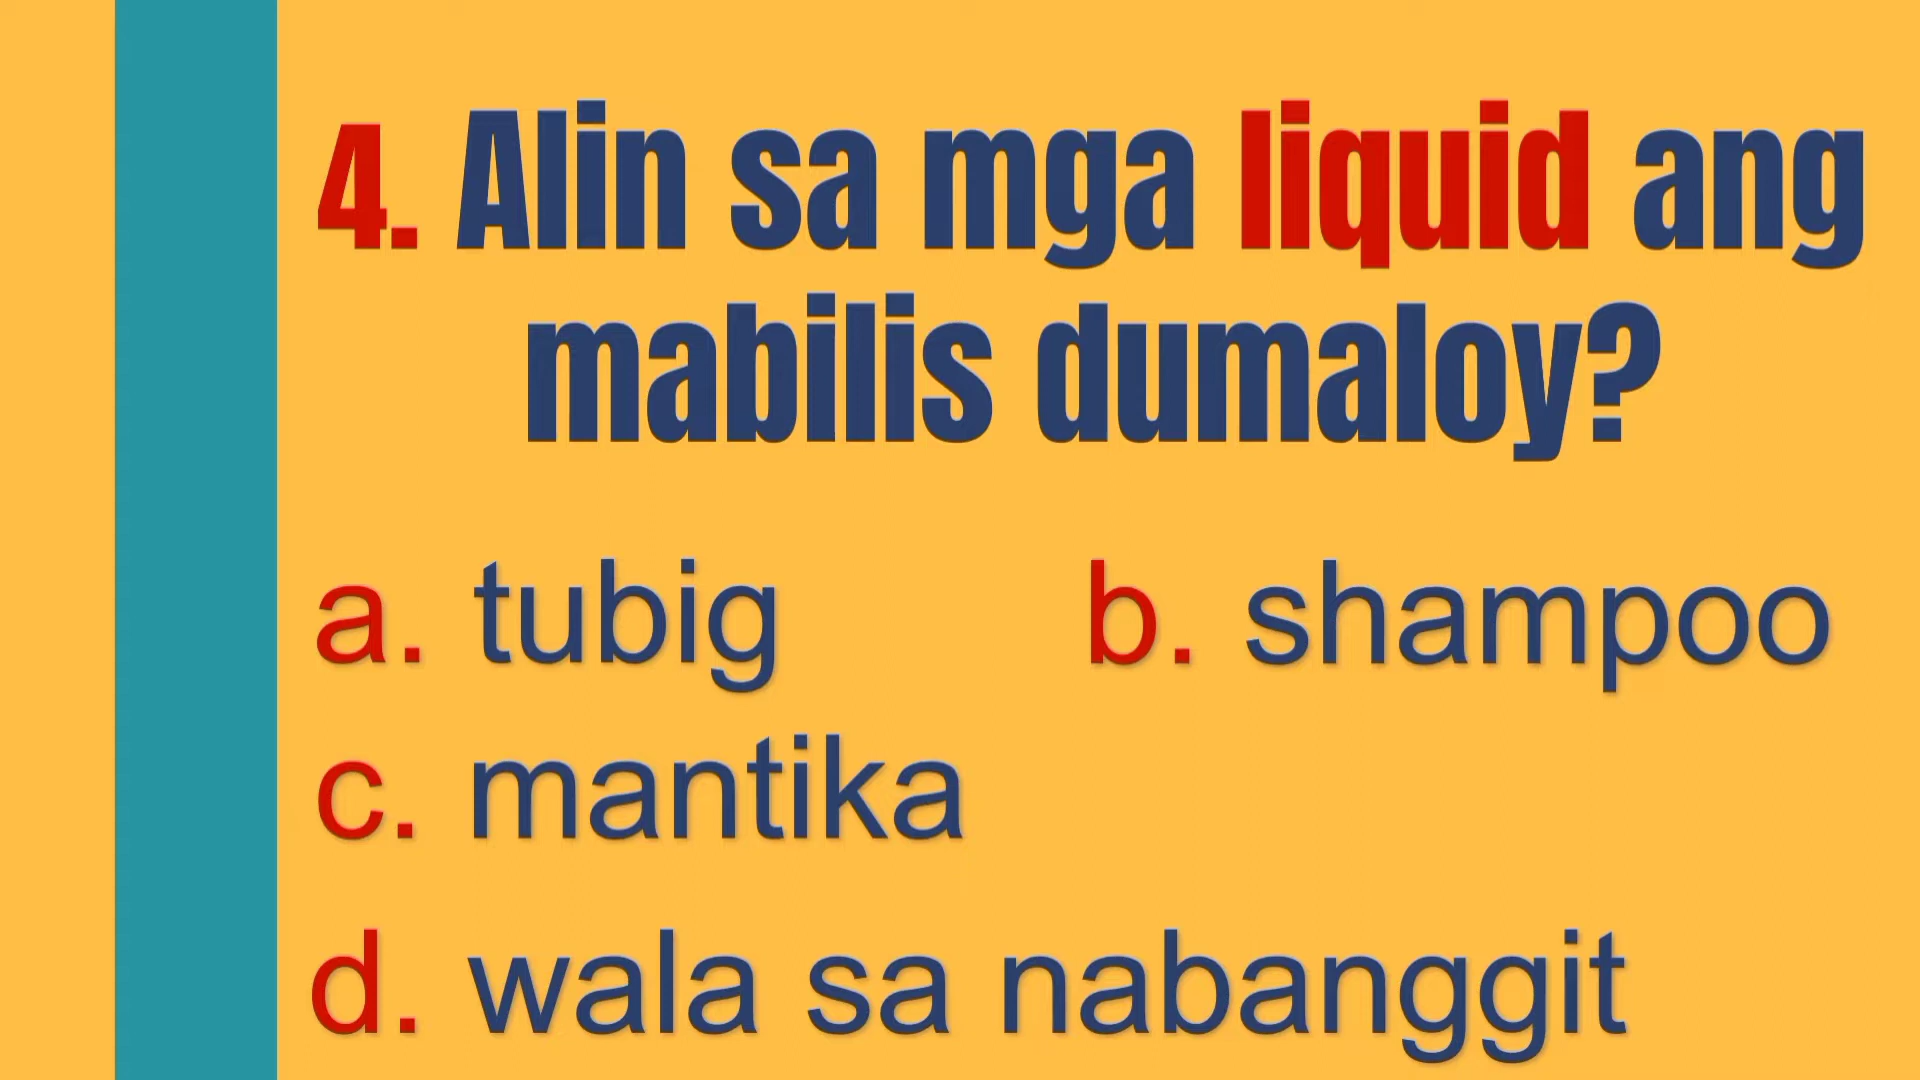 4. Alin sa mga liquid ang
mabilis dumaloy?
a. tubig b. shampoo
c. mantika
d. wala sa nabanggit